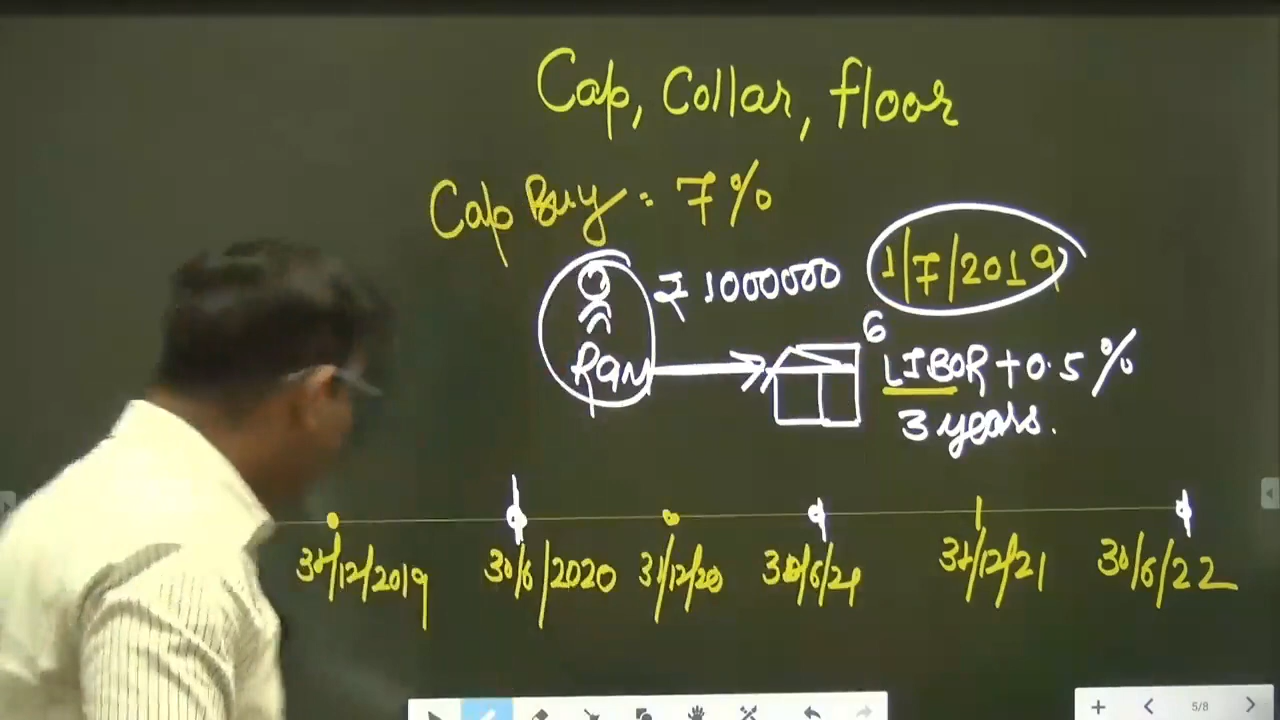 Cap, Collar, floor
Cap Buy = 7%
₹ 1000000
1/7/2019
RAM
6
LIBOR + 0.5%
3 years.
31/12/2019 30/6/2020 31/12/20 30/6/21 31/12/21 30/6/22
5/8